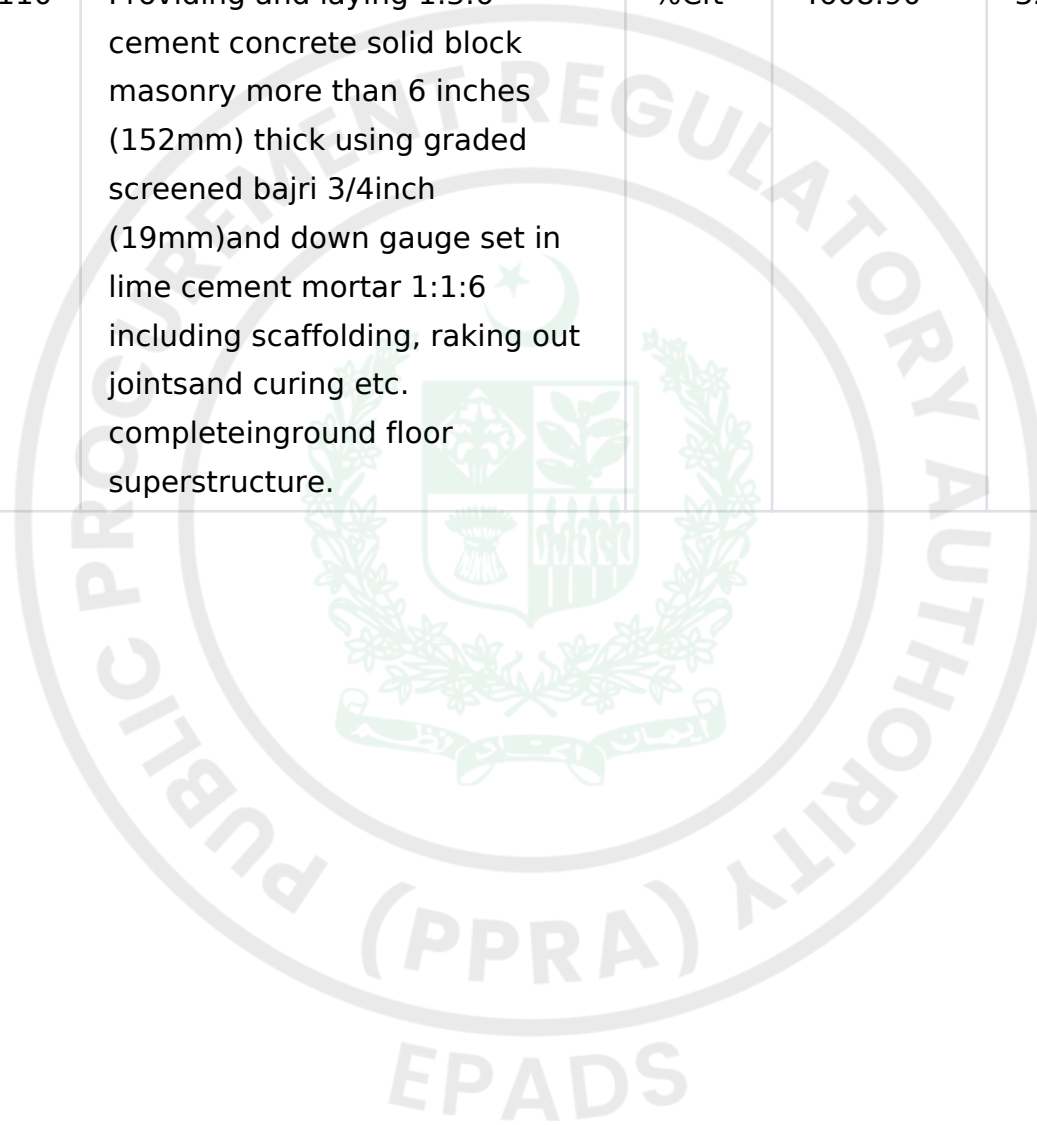 cement concrete solid block
masonry more than 6 inches
(152mm) thick using graded
screened bajri 3/4inch
(19mm)and down gauge set in
lime cement mortar 1:1:6
including scaffolding, raking out
jointsand curing etc.
completeinground floor
superstructure.
PUBLIC PROCUREMENT REGULATORY AUTHORITY
(PPRA)
EPADS